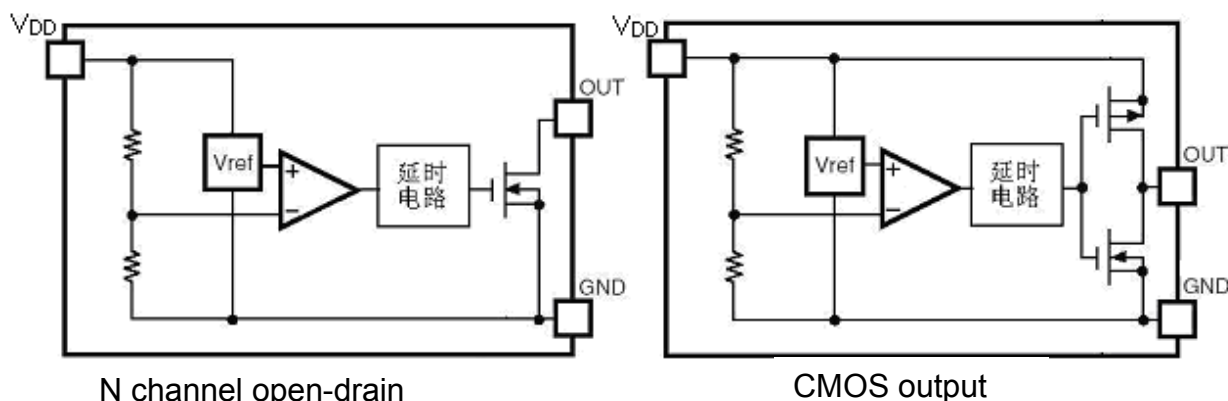 VDD
OUT
Vref
+
−
延时
电路
GND
N channel open-drain
VDD
OUT
Vref
+
−
延时
电路
GND
CMOS output